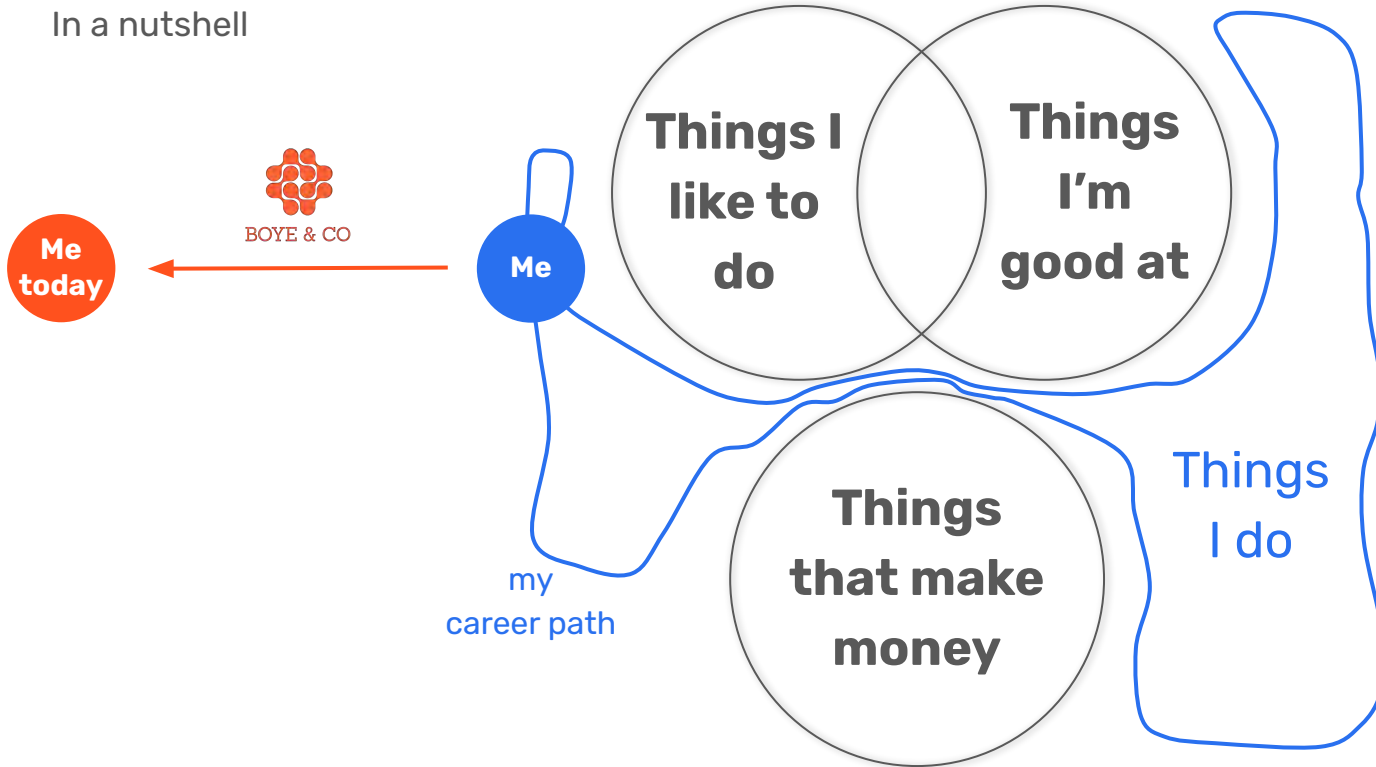 In a nutshell
BOYE & CO
Me
today
Me
Things I
like to
do
Things
I’m
good at
Things
that make
money
Things
I do
my
career path